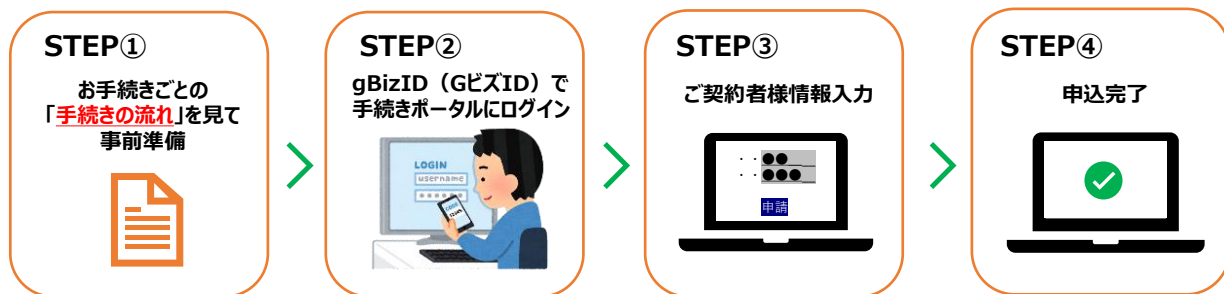 STEP①
お手続きごとの
「手続きの流れ」を見て
事前準備
STEP②
gBizID（GビズID）で
手続きポータルにログイン
LOGIN
username
CODE
STEP③
ご契約者様情報入力
申請
STEP④
申込完了